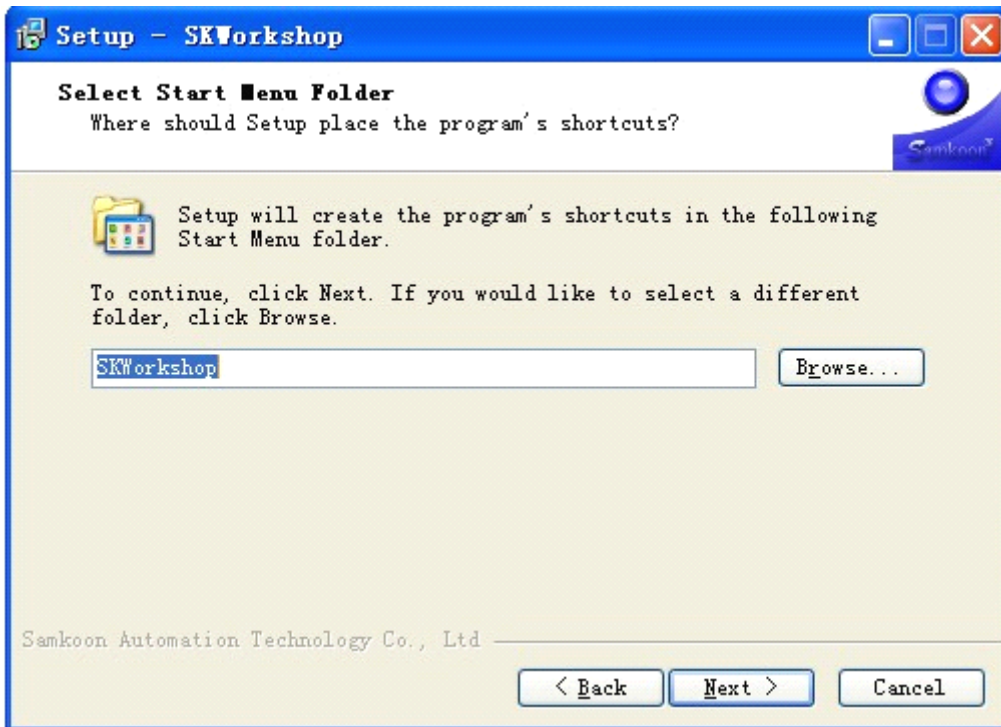 Setup - SKWorkshop
Select Start Menu Folder
Where should Setup place the program's shortcuts?
Samkoon
Setup will create the program's shortcuts in the following
Start Menu folder.
To continue, click Next. If you would like to select a different
folder, click Browse.
SKWorkshop
Browse...
Samkoon Automation Technology Co., Ltd
< Back
Next >
Cancel